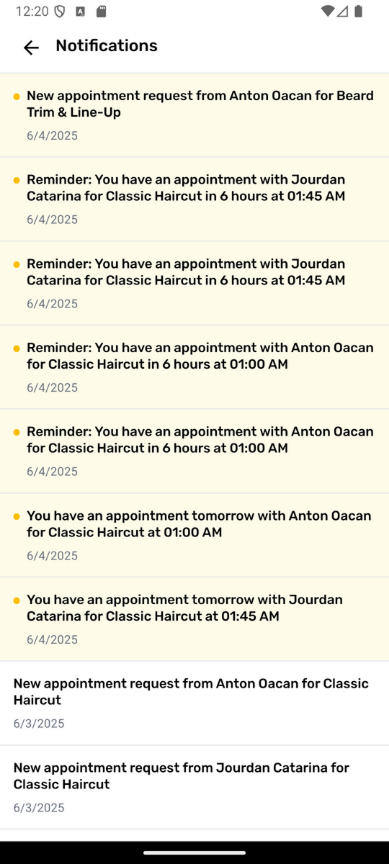 12:20
Notifications
New appointment request from Anton Oacan for Beard
Trim & Line-Up
6/4/2025
Reminder: You have an appointment with Jourdan
Catarina for Classic Haircut in 6 hours at 01:45 AM
6/4/2025
Reminder: You have an appointment with Jourdan
Catarina for Classic Haircut in 6 hours at 01:45 AM
6/4/2025
Reminder: You have an appointment with Anton Oacan
for Classic Haircut in 6 hours at 01:00 AM
6/4/2025
Reminder: You have an appointment with Anton Oacan
for Classic Haircut in 6 hours at 01:00 AM
6/4/2025
You have an appointment tomorrow with Anton Oacan
for Classic Haircut at 01:00 AM
6/4/2025
You have an appointment tomorrow with Jourdan
Catarina for Classic Haircut at 01:45 AM
6/4/2025
New appointment request from Anton Oacan for Classic
Haircut
6/3/2025
New appointment request from Jourdan Catarina for
Classic Haircut
6/3/2025